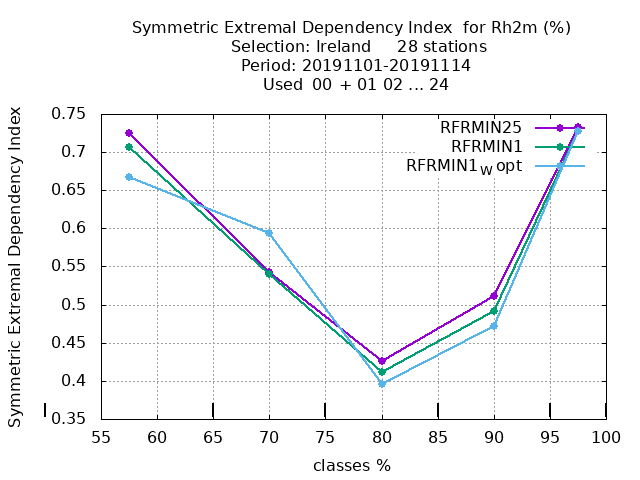 Symmetric Extremal Dependency Index for Rh2m (%)
Selection: Ireland 28 stations
Period: 20191101-20191114
Used 00 + 01 02 ... 24
Symmetric Extremal Dependency Index
0.75
0.7
0.65
0.6
0.55
0.5
0.45
0.4
0.35
RFRMIN25
RFRMIN1
RFRMIN1W opt
55 60 65 70 75 80 85 90 95 100
classes %